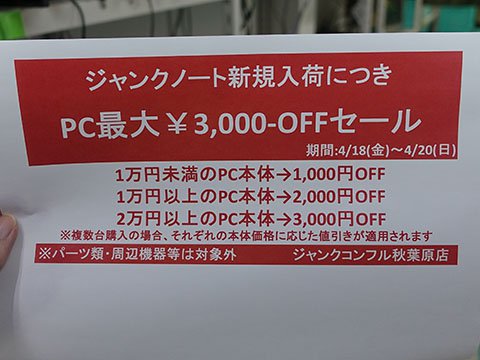 ジャンクノート新規入荷につき
PC最大￥3,000-OFFセール
期間:4/18(金)～4/20(日)
1万円未満のPC本体→1,000円OFF
1万円以上のPC本体→2,000円OFF
2万円以上のPC本体→3,000円OFF
※複数台購入の場合、それぞれの本体価格に応じた値引きが適用されます
※パーツ類・周辺機器等は対象外 ジャンクコンフル秋葉原店